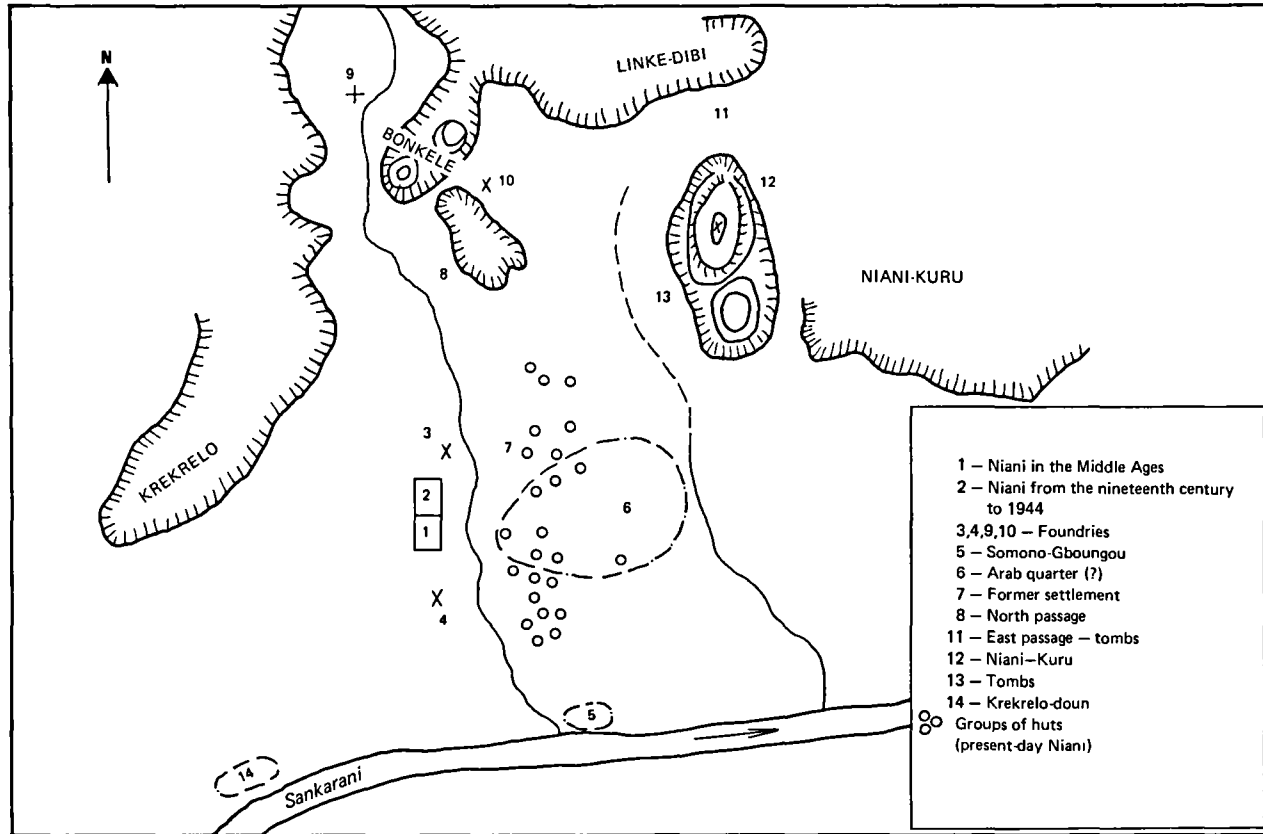 N
9
LINKE-DIBI
11
BONKELE
10
12
8
13
NIANI-KURU
3
7
KREKRELO
2
6
1
4
5
14
Sankarani
1 – Niani in the Middle Ages
2 – Niani from the nineteenth century
to 1944
3,4,9,10 – Foundries
5 – Somono-Gboungou
6 – Arab quarter (?)
7 – Former settlement
8 – North passage
11 – East passage – tombs
12 – Niani–Kuru
13 – Tombs
14 – Krekrelo-doun
Groups of huts
(present-day Niani)